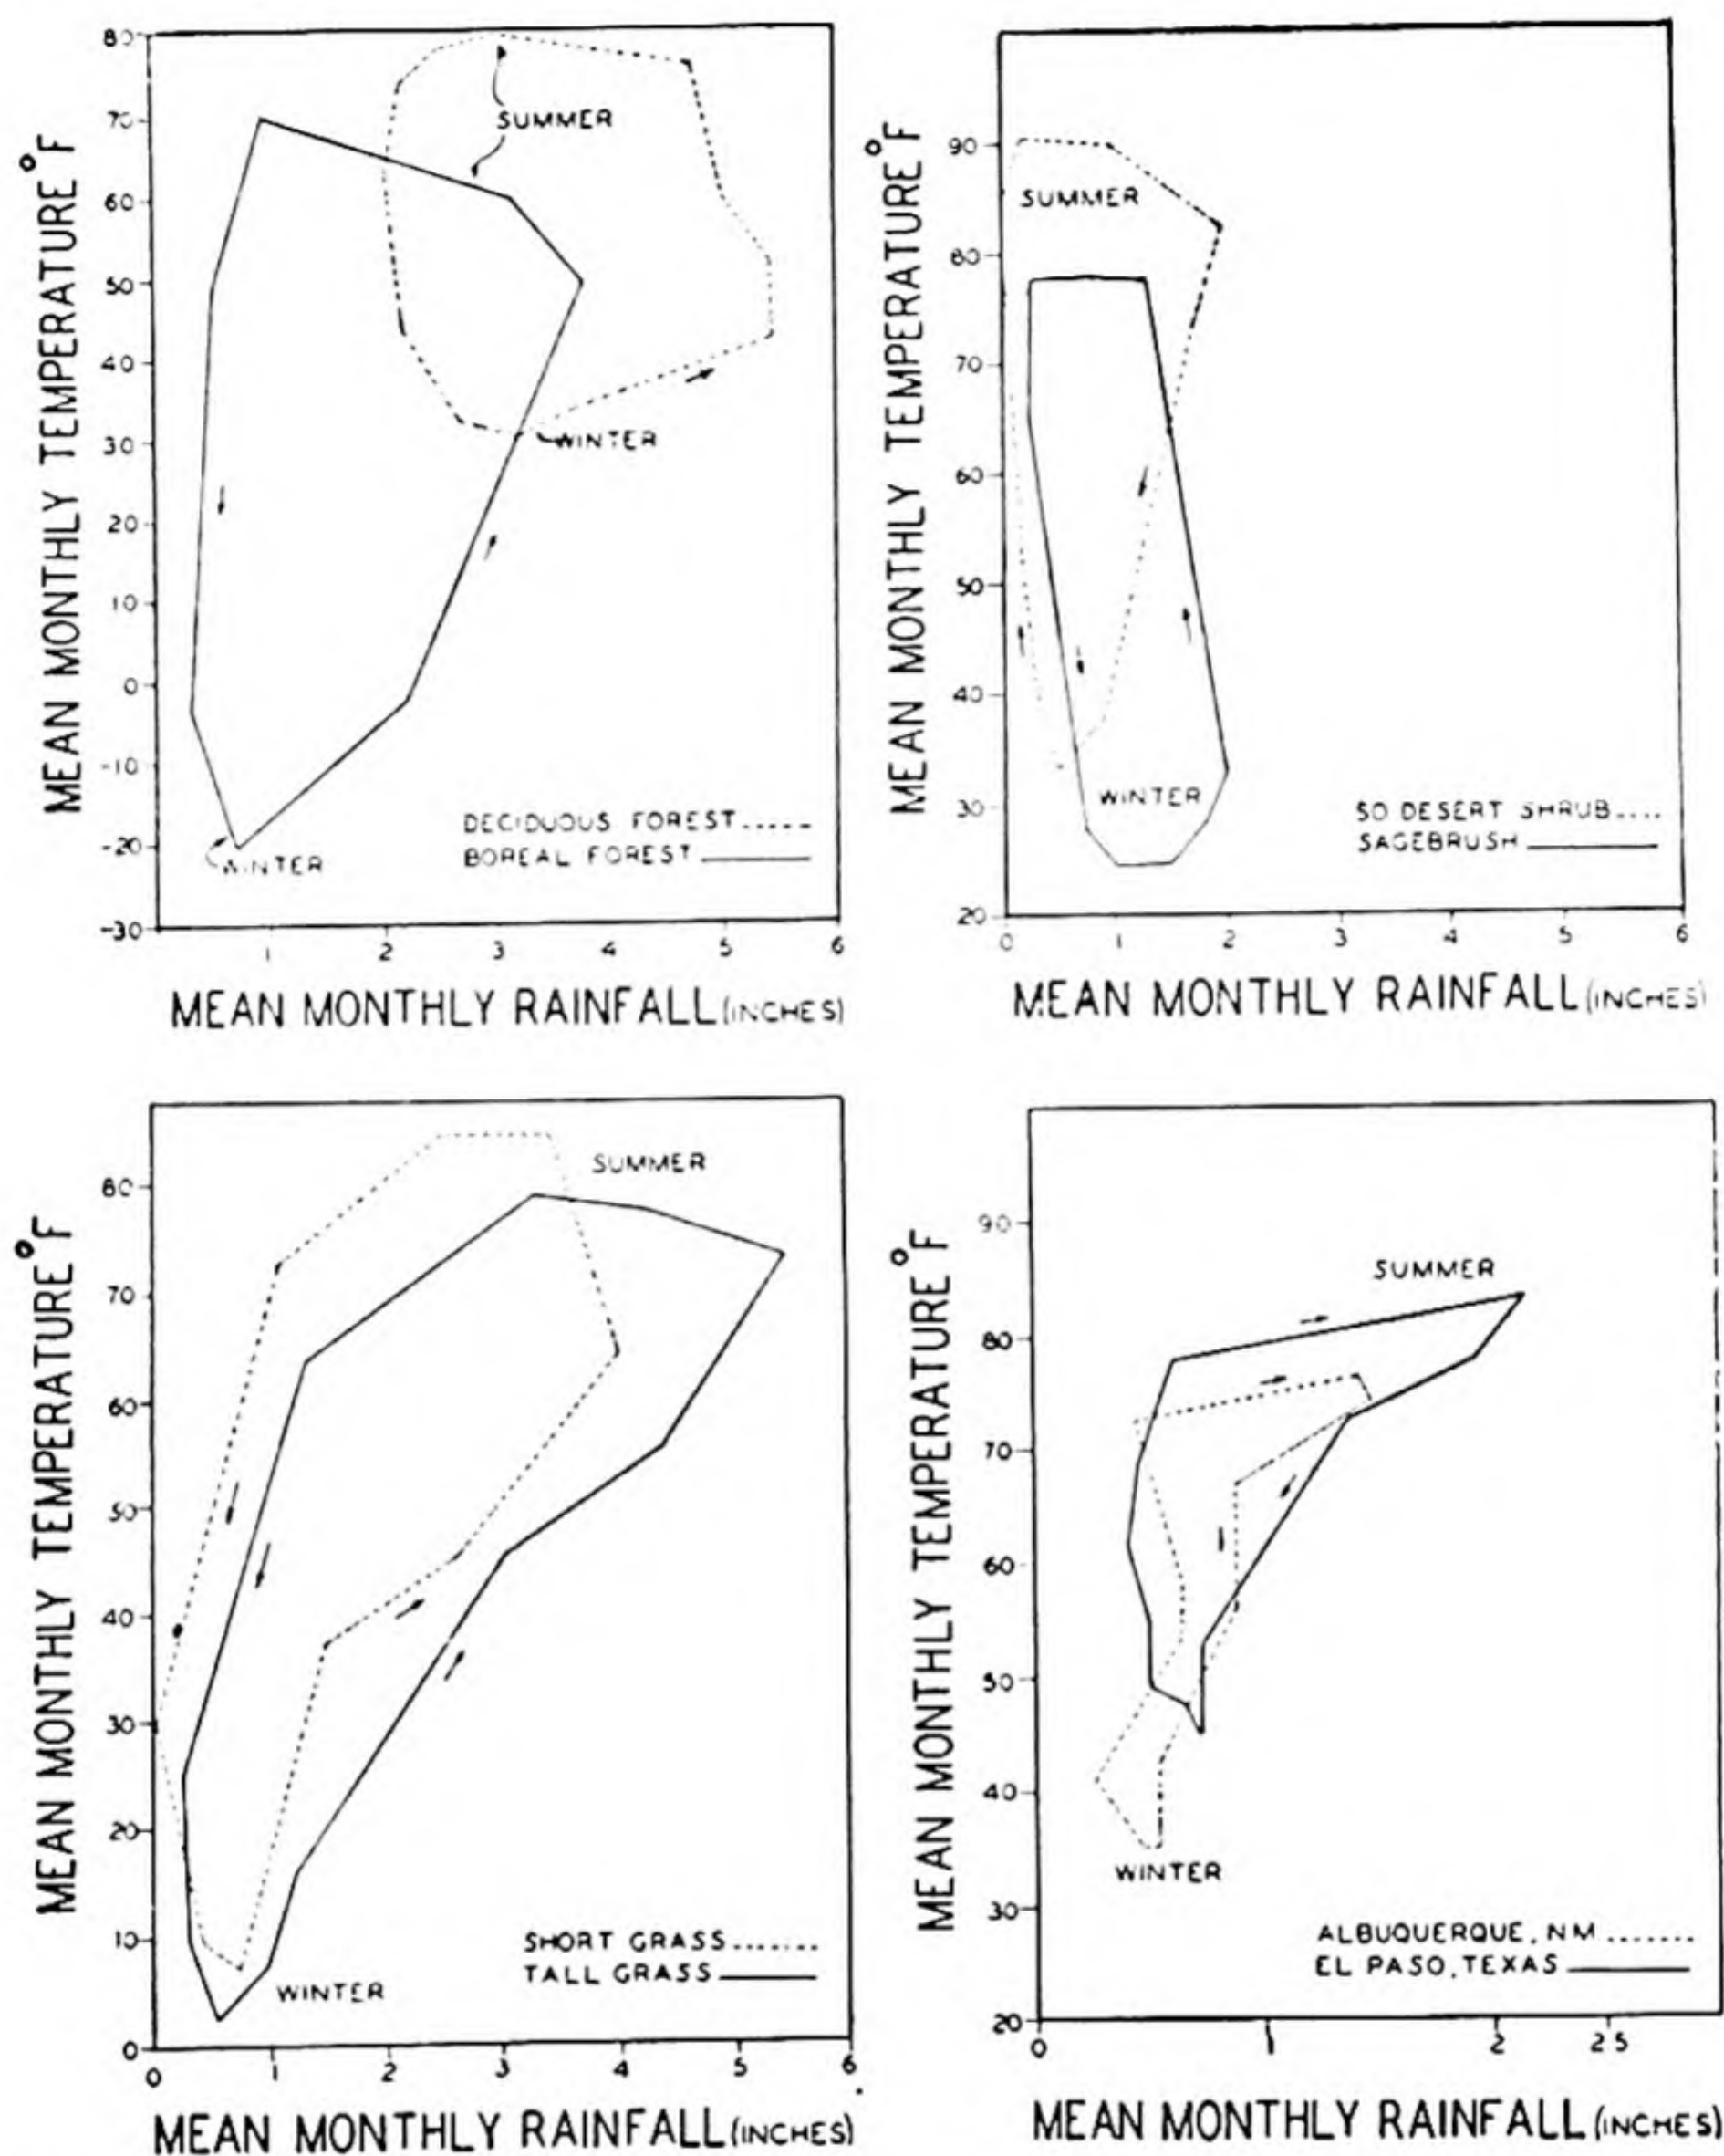 MEAN MONTHLY TEMPERATURE °F
80
70
60
50
40
30
20
10
0
-10
-20
-30
SUMMER
WINTER
WINTER
DECIDUOUS FOREST
BOREAL FOREST
1 2 3 4 5 6
MEAN MONTHLY RAINFALL (INCHES)
MEAN MONTHLY TEMPERATURE °F
90
80
70
60
50
40
30
20
SUMMER
WINTER
SO DESERT SHRUB
SAGEBRUSH
0 1 2 3 4 5 6
MEAN MONTHLY RAINFALL (INCHES)
MEAN MONTHLY TEMPERATURE °F
80
70
60
50
40
30
20
10
0
SUMMER
WINTER
SHORT GRASS
TALL GRASS
0 1 2 3 4 5 6
MEAN MONTHLY RAINFALL (INCHES)
MEAN MONTHLY TEMPERATURE °F
90
80
70
60
50
40
30
20
SUMMER
WINTER
ALBUQUERQUE, NM
EL PASO, TEXAS
0 1 2 25
MEAN MONTHLY RAINFALL (INCHES)